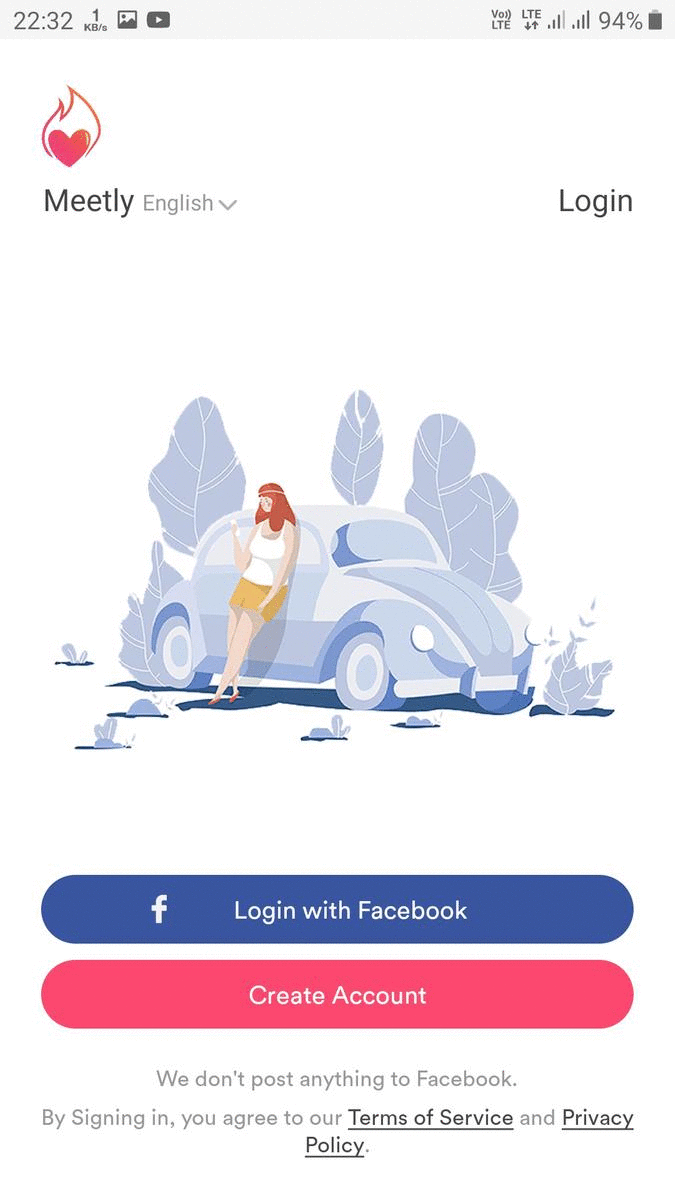 22:32 1 KB/s Vo)) LTE LTE 94%
Meetly English Login
f Login with Facebook
Create Account
We don't post anything to Facebook.
By Signing in, you agree to our Terms of Service and Privacy
Policy.